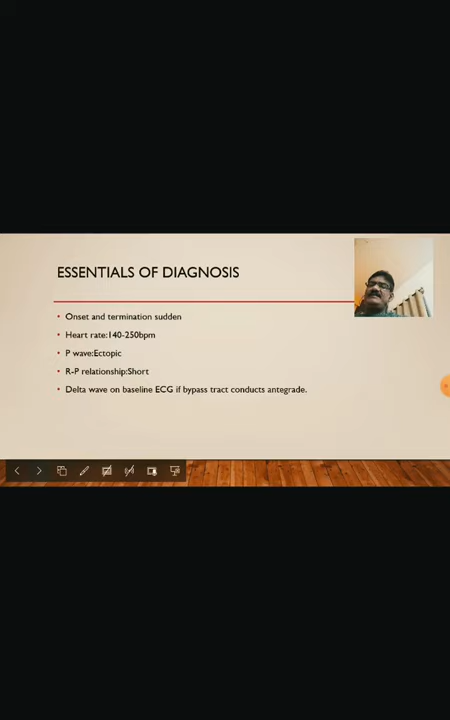 ESSENTIALS OF DIAGNOSIS
• Onset and termination sudden
• Heart rate:140-250bpm
• P wave:Ectopic
• R-P relationship:Short
• Delta wave on baseline ECG if bypass tract conducts antegrade.